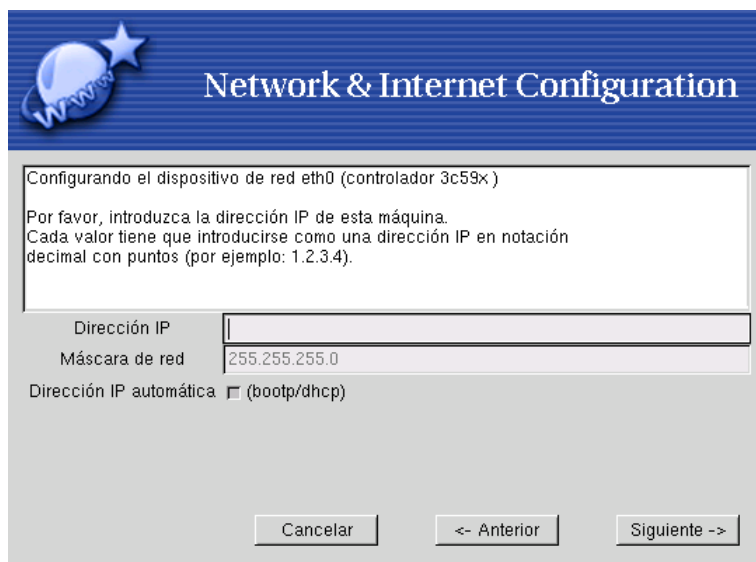 WWW
Network & Internet Configuration
Configurando el dispositivo de red eth0 (controlador 3c59x )
Por favor, introduzca la dirección IP de esta máquina.
Cada valor tiene que introducirse como una dirección IP en notación
decimal con puntos (por ejemplo: 1.2.3.4).
Dirección IP
Máscara de red 255.255.255.0
Dirección IP automática (bootp/dhcp)
Cancelar <- Anterior Siguiente ->